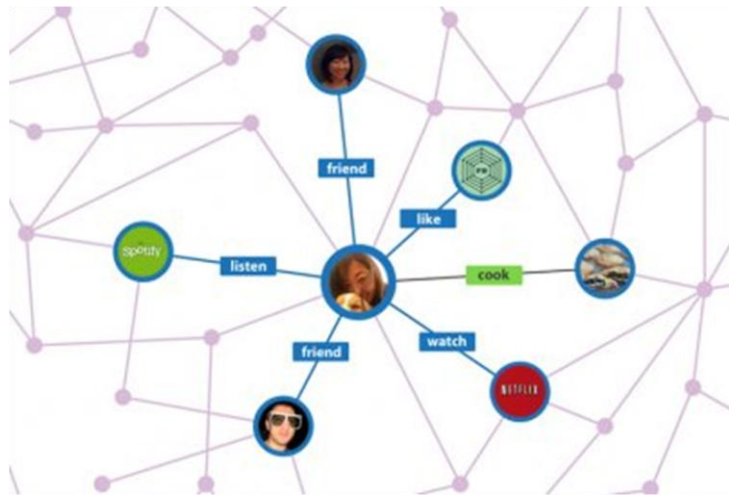 friend
like
Spotify
listen
cook
watch
friend
NETFLIX